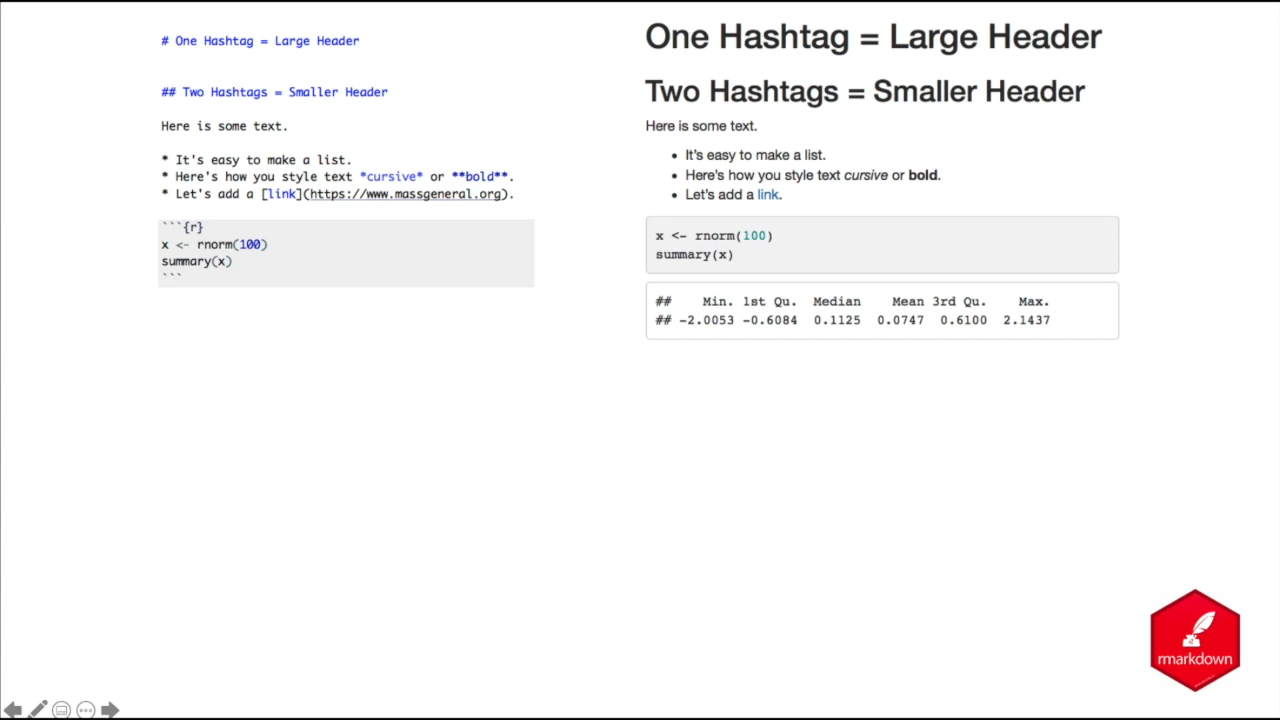 # One Hashtag = Large Header
## Two Hashtags = Smaller Header
Here is some text.
* It's easy to make a list.
* Here's how you style text *cursive* or **bold**.
* Let's add a [link](https://www.massgeneral.org).
```{r}
x <- rnorm(100)
summary(x)
```
One Hashtag = Large Header
Two Hashtags = Smaller Header
Here is some text.
• It's easy to make a list.
• Here's how you style text cursive or bold.
• Let's add a link.
x <- rnorm(100)
summary(x)
##    Min. 1st Qu.  Median    Mean 3rd Qu.    Max.
## -2.0053 -0.6084  0.1125  0.0747  0.6100  2.1437
rmarkdown